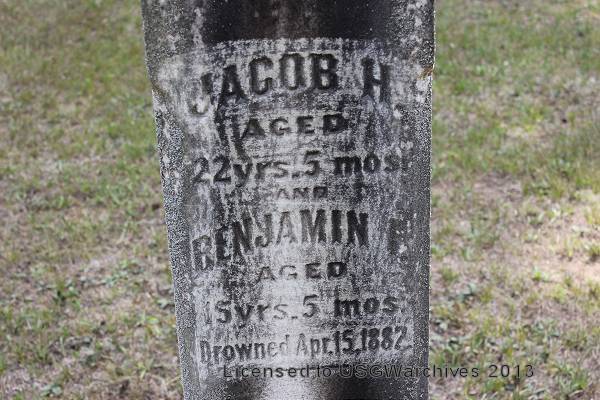 JACOB H.
AGED
22yrs. 5 mos.
AND
BENJAMIN F.
AGED
15yrs. 5 mos.
Drowned Apr. 15, 1882.
Licensed to USGWarchives 2013